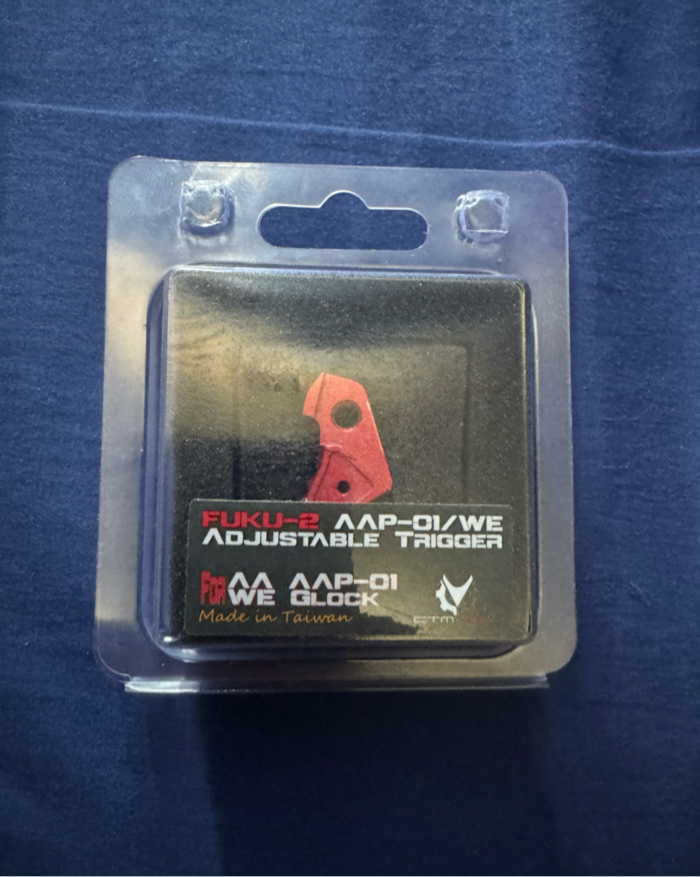 FUKU-2 AAP-01/WE
ADJUSTABLE TRIGGER
FOR AA AAP-01
WE GLOCK
Made in Taiwan
CTM